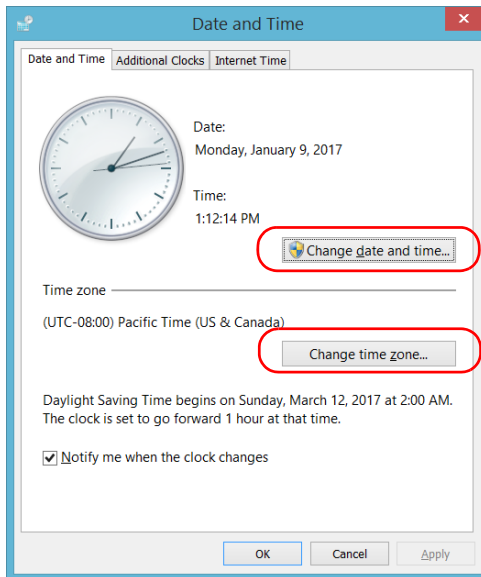 Date and Time
Date and Time Additional Clocks Internet Time
Date:
Monday, January 9, 2017
Time:
1:12:14 PM
Change date and time...
Time zone
(UTC-08:00) Pacific Time (US & Canada)
Change time zone...
Daylight Saving Time begins on Sunday, March 12, 2017 at 2:00 AM.
The clock is set to go forward 1 hour at that time.
Notify me when the clock changes
OK Cancel Apply